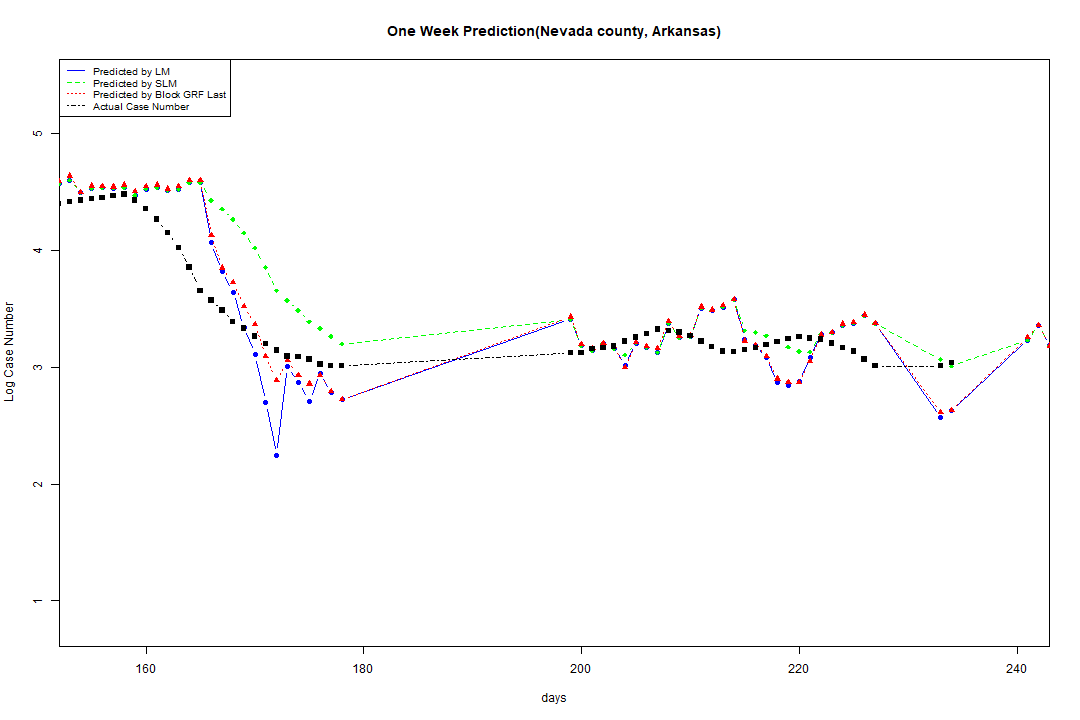 One Week Prediction(Nevada county, Arkansas)
Predicted by LM
Predicted by SLM
Predicted by Block GRF Last
Actual Case Number
5
4
3
2
1
Log Case Number
160
180
200
220
240
days